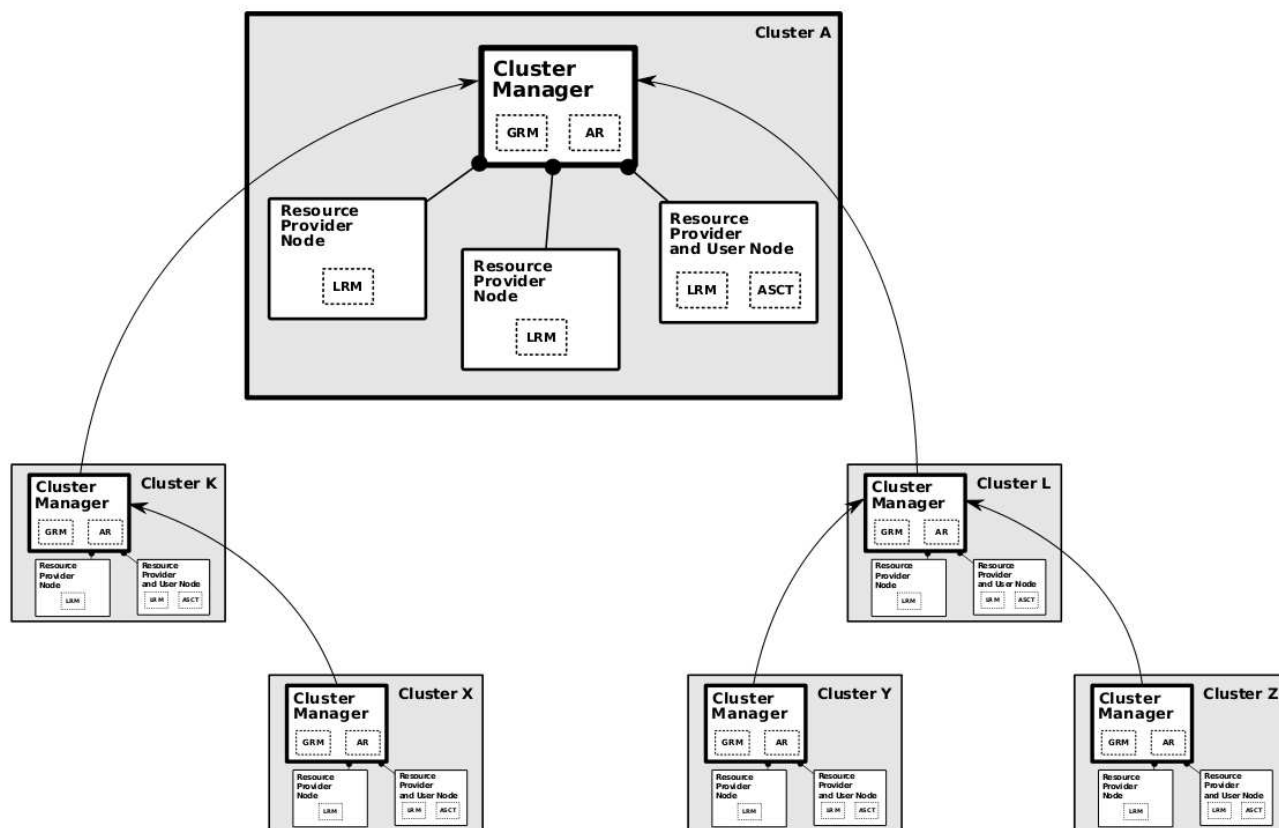 Cluster A
Cluster
Manager
GRM AR
Resource
Provider
Node
LRM
Resource
Provider
Node
LRM
Resource
Provider
and User Node
LRM ASCT
Cluster K
Cluster
Manager
GRM AR
Resource
Provider
Node
LRM
Resource
Provider
and User Node
LRM ASCT
Cluster L
Cluster
Manager
GRM AR
Resource
Provider
Node
LRM
Resource
Provider
and User Node
LRM ASCT
Cluster X
Cluster
Manager
GRM AR
Resource
Provider
Node
LRM
Resource
Provider
and User Node
LRM ASCT
Cluster Y
Cluster
Manager
GRM AR
Resource
Provider
Node
LRM
Resource
Provider
and User Node
LRM ASCT
Cluster Z
Cluster
Manager
GRM AR
Resource
Provider
Node
LRM
Resource
Provider
and User Node
LRM ASCT